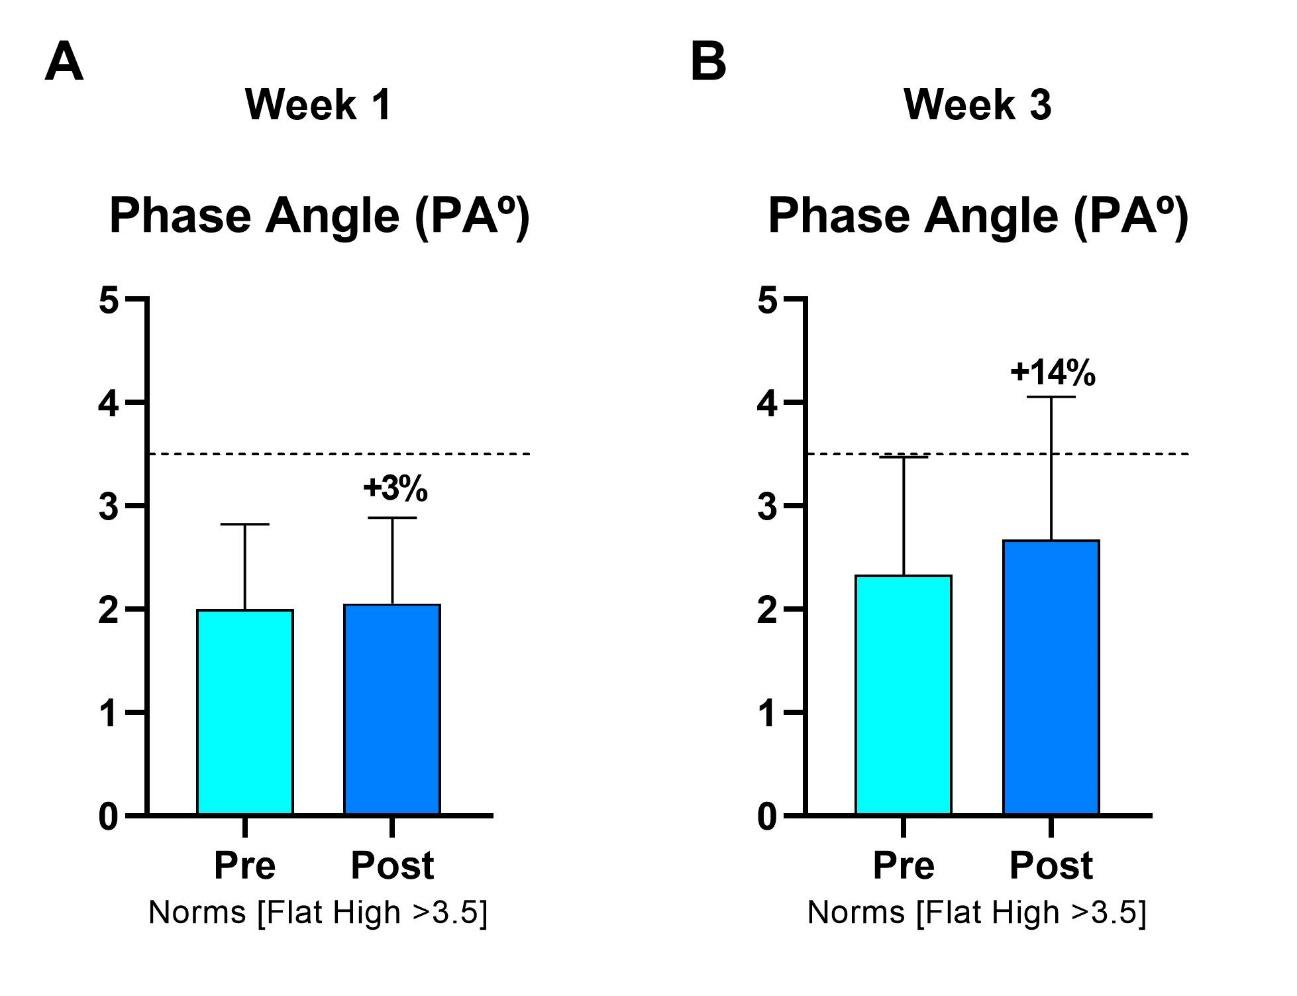 A
Week 1
Phase Angle (PAº)
5
4
3
2
1
0
+3%
Pre Post
Norms [Flat High >3.5]
B
Week 3
Phase Angle (PAº)
5
4
3
2
1
0
+14%
Pre Post
Norms [Flat High >3.5]